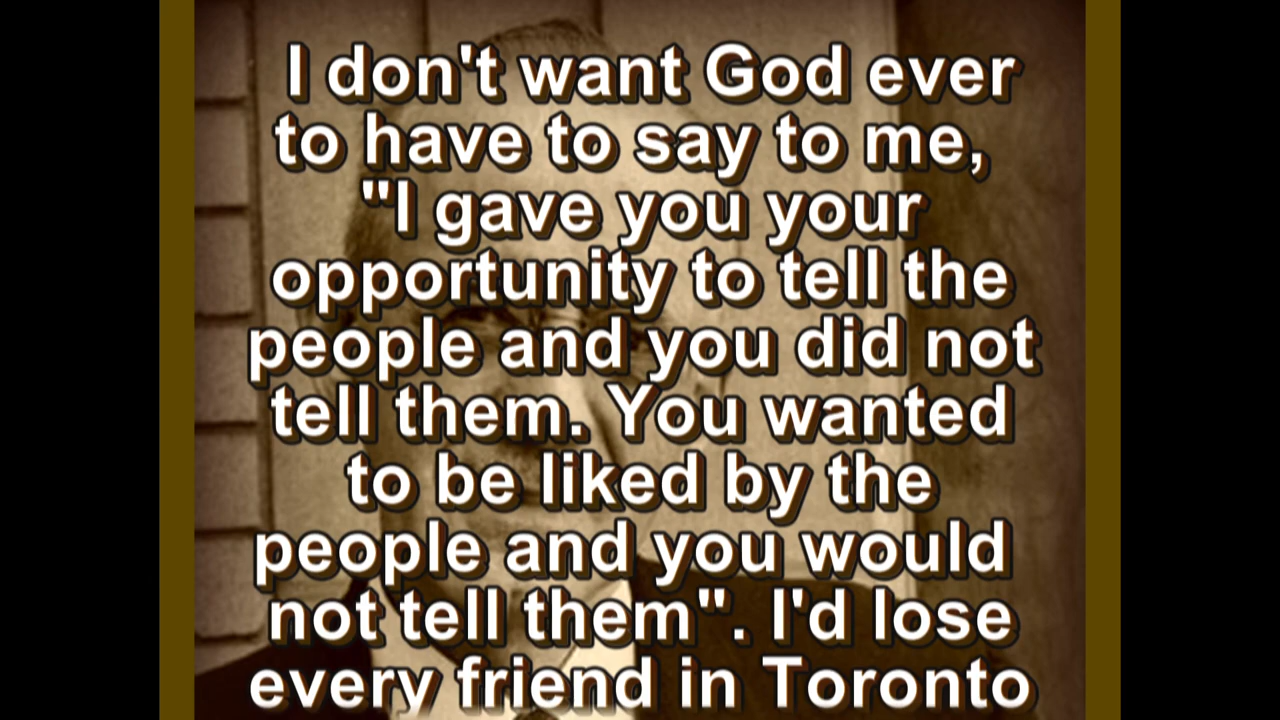 I don't want God ever
to have to say to me,
"I gave you your
opportunity to tell the
people and you did not
tell them. You wanted
to be liked by the
people and you would
not tell them". I'd lose
every friend in Toronto